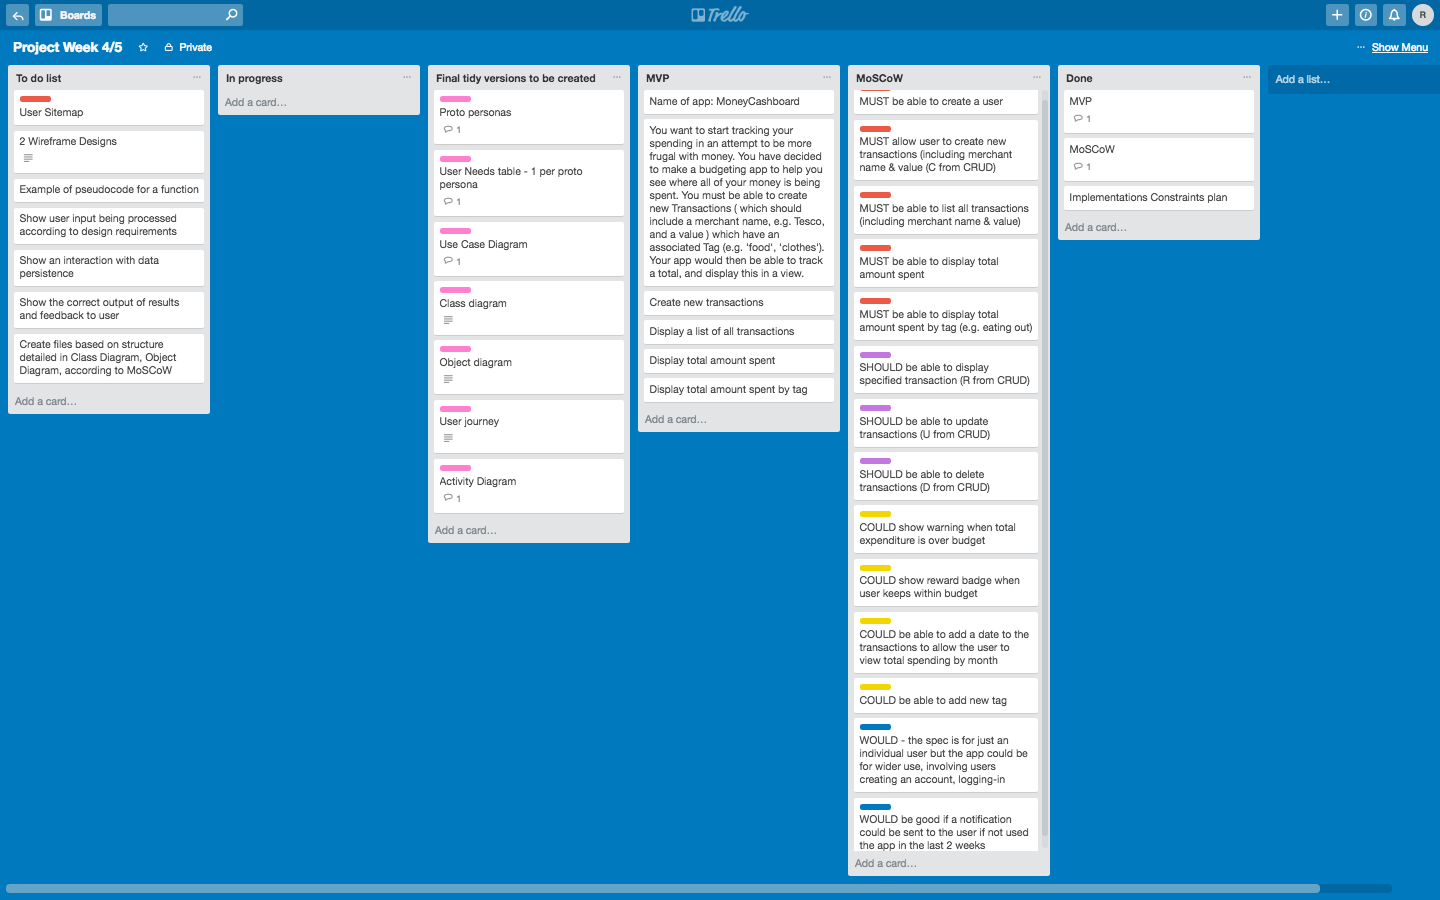 Boards
Trello
R
Project Week 4/5
Private
... Show Menu
To do list
User Sitemap
2 Wireframe Designs
Example of pseudocode for a function
Show user input being processed
according to design requirements
Show an interaction with data
persistence
Show the correct output of results
and feedback to user
Create files based on structure
detailed in Class Diagram, Object
Diagram, according to MoSCoW
Add a card...
In progress
Add a card...
Final tidy versions to be created
Proto personas
1
User Needs table - 1 per proto
persona
1
Use Case Diagram
1
Class diagram
Object diagram
User journey
Activity Diagram
1
Add a card...
MVP
Name of app: MoneyCashboard
You want to start tracking your
spending in an attempt to be more
frugal with money. You have decided
to make a budgeting app to help you
see where all of your money is being
spent. You must be able to create
new Transactions ( which should
include a merchant name, e.g. Tesco,
and a value ) which have an
associated Tag (e.g. 'food', 'clothes').
Your app would then be able to track
a total, and display this in a view.
Create new transactions
Display a list of all transactions
Display total amount spent
Display total amount spent by tag
Add a card...
MoSCoW
MUST be able to create a user
MUST allow user to create new
transactions (including merchant
name & value (C from CRUD)
MUST be able to list all transactions
(including merchant name & value)
MUST be able to display total
amount spent
MUST be able to display total
amount spent by tag (e.g. eating out)
SHOULD be able to display
specified transaction (R from CRUD)
SHOULD be able to update
transactions (U from CRUD)
SHOULD be able to delete
transactions (D from CRUD)
COULD show warning when total
expenditure is over budget
COULD show reward badge when
user keeps within budget
COULD be able to add a date to the
transactions to allow the user to
view total spending by month
COULD be able to add new tag
WOULD - the spec is for just an
individual user but the app could be
for wider use, involving users
creating an account, logging-in
WOULD be good if a notification
could be sent to the user if not used
the app in the last 2 weeks
Add a card...
Done
MVP
1
MoSCoW
1
Implementations Constraints plan
Add a card...
Add a list...